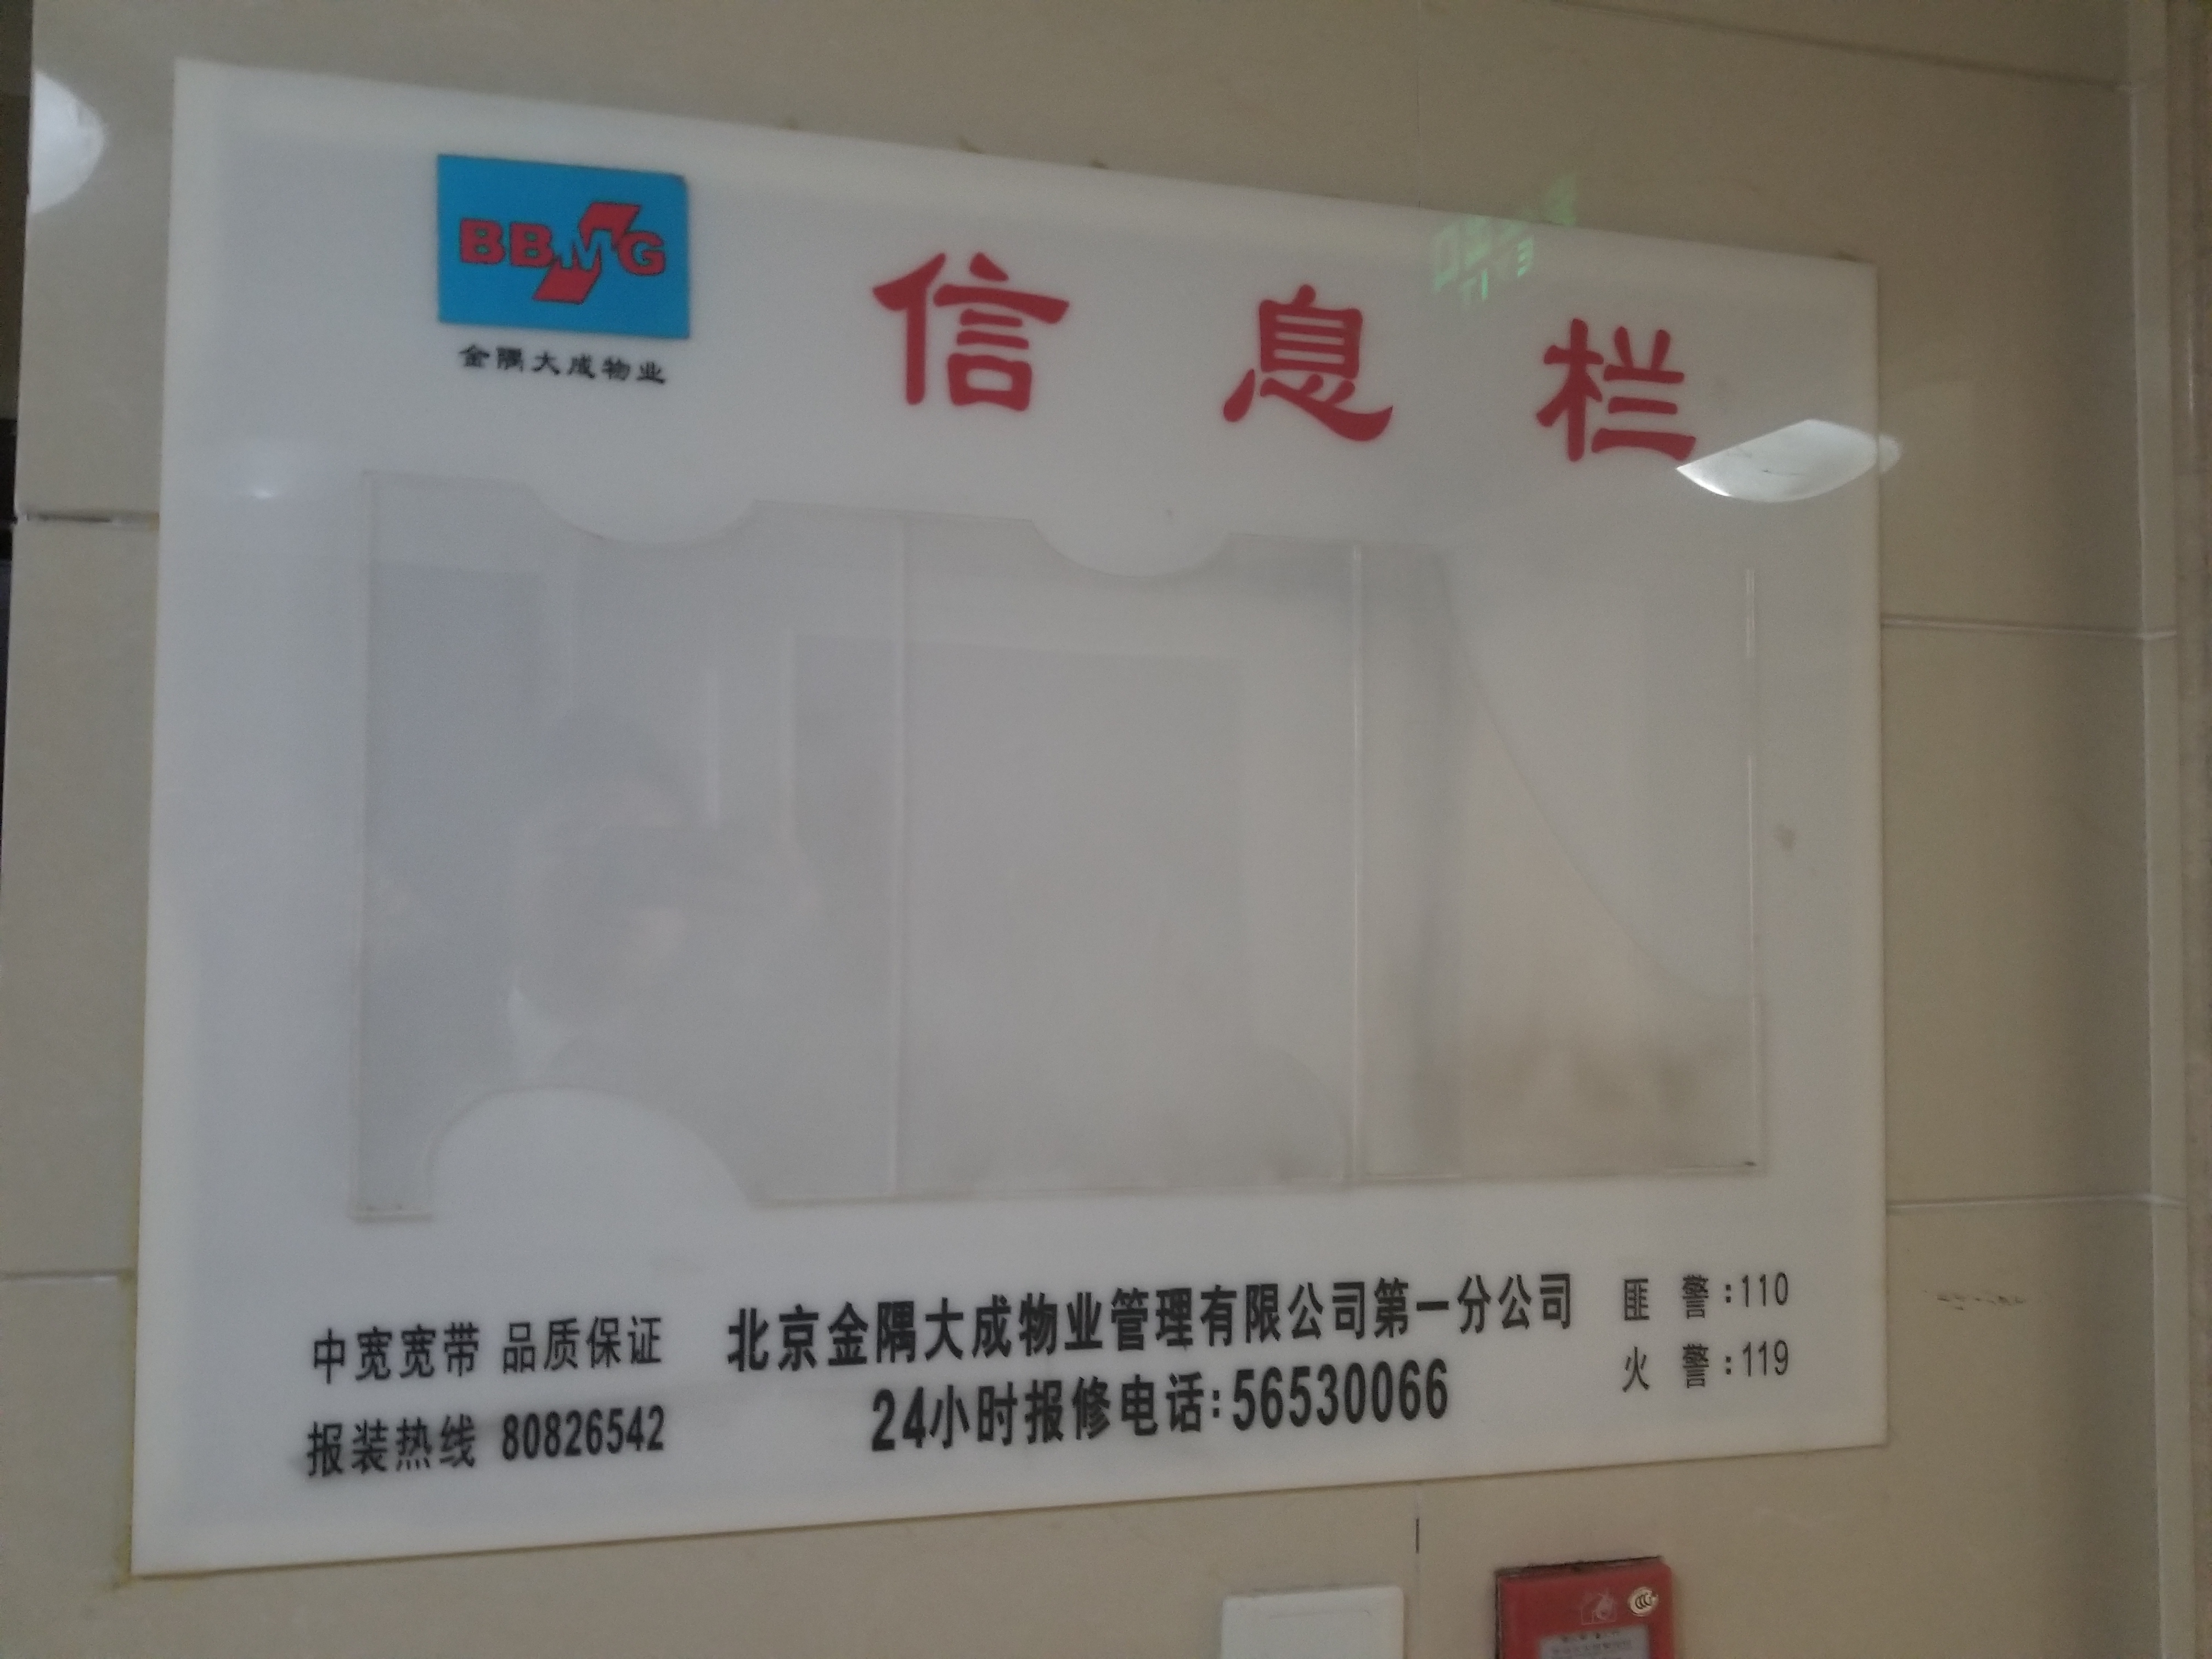 BBMG
金隅大成物业
信息栏
中宽宽带 品质保证
报装热线 80826542
北京金隅大成物业管理有限公司第一分公司
24小时报修电话:56530066
匪 警:110
火 警:119